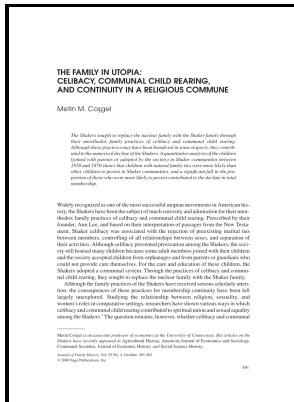 THE FAMILY IN UTOPIA:
CELIBACY, COMMUNAL CHILD REARING,
AND CONTINUITY IN A RELIGIOUS COMMUNE
Metin M. Coşgel
The Shakers sought to replace the nuclear family with the Shaker family through
their unorthodox family practices of celibacy and communal child rearing.
Although these practices may have been beneficial in some respects, they contrib-
uted to the numerical decline of the Shakers. A quantitative analysis of the children
(joined with parents or adopted by the society) in Shaker communities between
1850 and 1870 shows that children with natural family ties were more likely than
other children to persist in Shaker communities, and a significant fall in the pro-
portion of those who were more likely to persist contributed to the decline in total
membership.
Widely recognized as one of the most successful utopian movements in American his-
tory, the Shakers have been the subject of much curiosity and admiration for their unor-
thodox family practices of celibacy and communal child rearing. Prescribed by their
founder, Ann Lee, and based on their interpretation of passages from the New Testa-
ment, Shaker celibacy was associated with the rejection of proselytizing marital ties
between members, controlling of all relationships between sexes, and separation of
their activities. Although celibacy prevented procreation among the Shakers, the soc-
iety still housed many children because some adult members joined with their children
and the society accepted children from orphanages and from parents or guardians who
could not provide care themselves. For the care and education of these children, the
Shakers adopted a communal system. Through the practices of celibacy and commu-
nal child rearing, they sought to replace the nuclear family with the Shaker family.
Although the family practices of the Shakers have received serious scholarly atten-
tion, the consequences of these practices for membership continuity have been left
largely unexplored. Studying the relationship between religion, sexuality, and
women's roles in comparative settings, researchers have shown various ways in which
celibacy and communal child rearing contributed to spiritual union and sexual equality
among the Shakers.¹ The question remains, however, whether celibacy and communal
Metin Coşgel is an associate professor of economics at the University of Connecticut. His articles on
the Shakers have recently appeared in Agricultural History, American Journal of Economics and Sociology,
Communal Societies, Journal of Economic History, and Social Science History.
Journal of Family History, Vol. 25 No. 4, October 491-503
© 2000 Sage Publications, Inc.
491